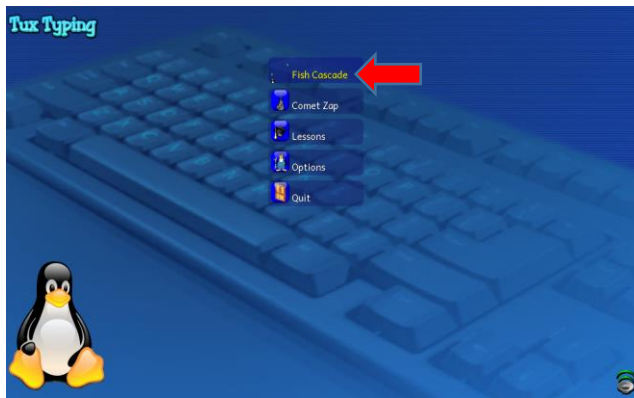 Tux Typing
Fish Cascade
Comet Zap
Lessons
Options
Quit